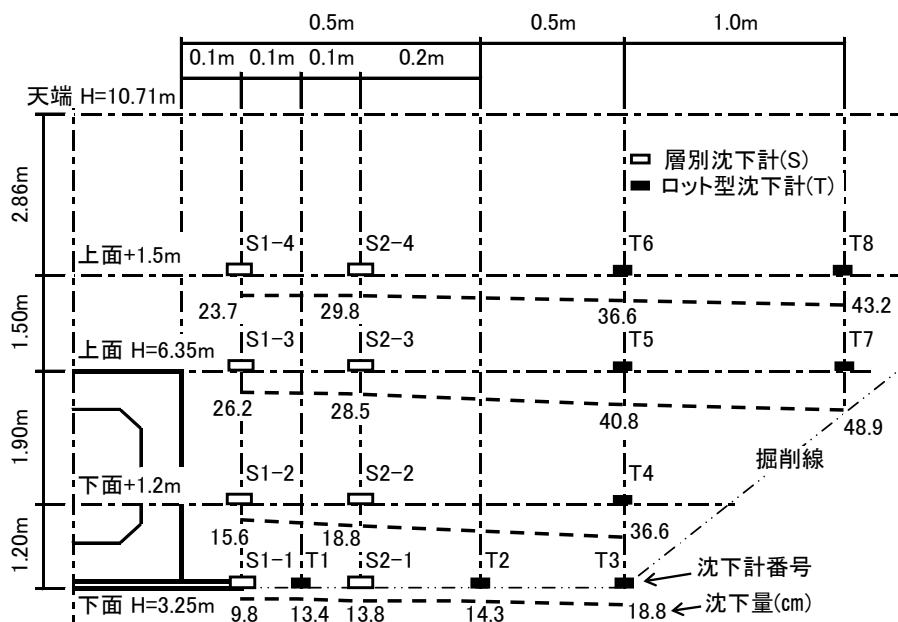 0.5m 0.5m 1.0m
0.1m 0.1m 0.1m 0.2m
天端 H=10.71m
層別沈下計(S)
ロット型沈下計(T)
2.86m
S1-4 S2-4 T6 T8
上面+1.5m
23.7 29.8 36.6 43.2
1.50m
S1-3 S2-3 T5 T7
上面 H=6.35m
26.2 28.5 40.8 48.9
1.90m
掘削線
S1-2 S2-2 T4
下面+1.2m
15.6 18.8 36.6
1.20m
S1-1 T1 S2-1 T2 T3
沈下計番号
下面 H=3.25m
9.8 13.4 13.8 14.3 18.8
沈下量(cm)